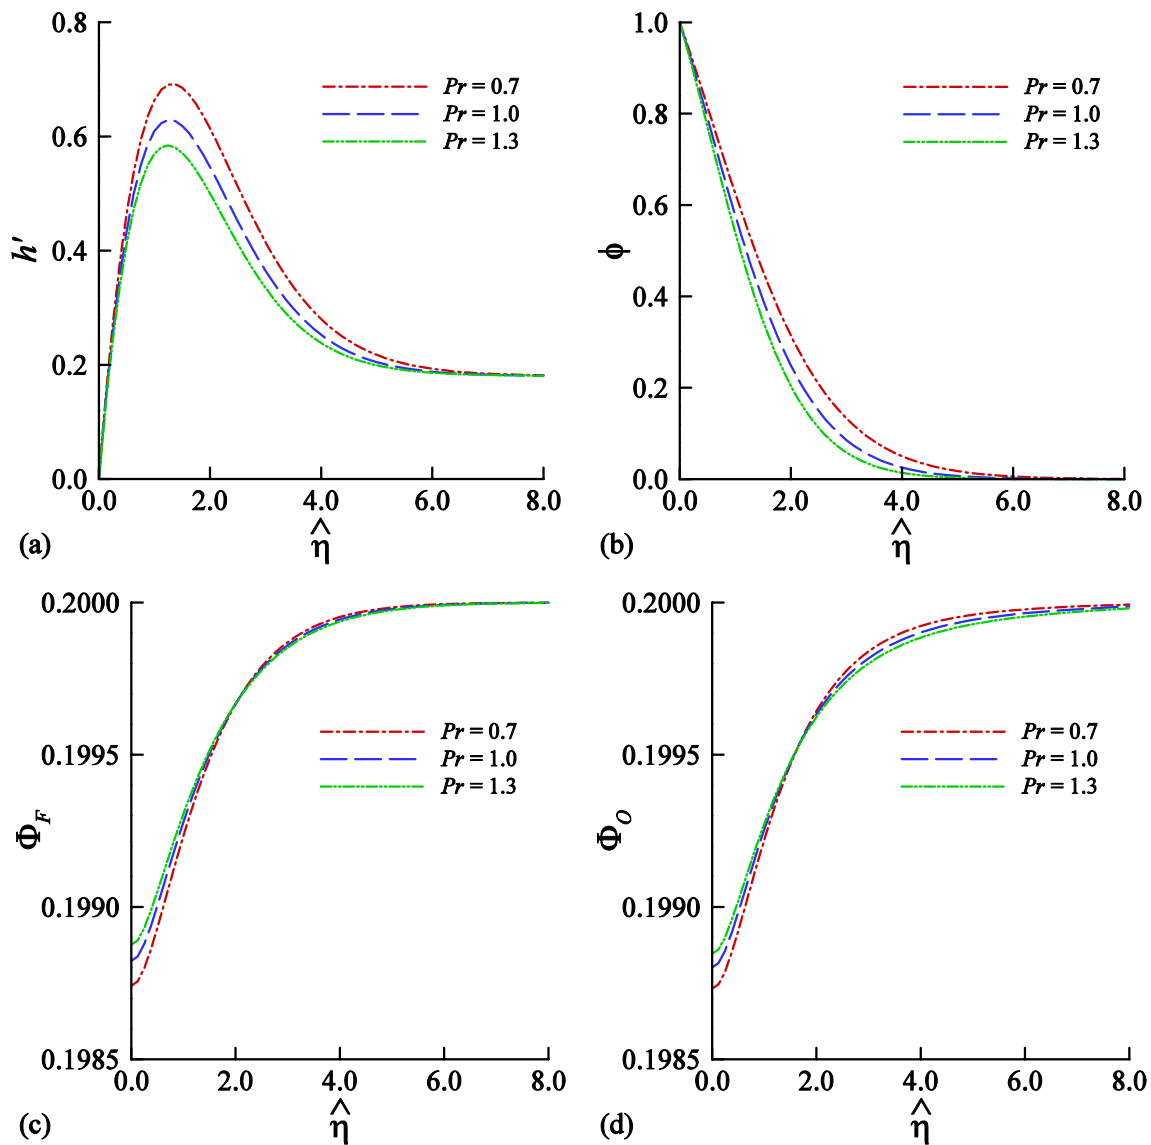 0.8
0.6
0.4
0.2
0.0
h'
Pr = 0.7
Pr = 1.0
Pr = 1.3
0.0 2.0 4.0 6.0 8.0
(a) η̂
1.0
0.8
0.6
0.4
0.2
0.0
ϕ
Pr = 0.7
Pr = 1.0
Pr = 1.3
0.0 2.0 4.0 6.0 8.0
(b) η̂
0.2000
0.1995
0.1990
0.1985
Φ_F
Pr = 0.7
Pr = 1.0
Pr = 1.3
0.0 2.0 4.0 6.0 8.0
(c) η̂
0.2000
0.1995
0.1990
0.1985
Φ_O
Pr = 0.7
Pr = 1.0
Pr = 1.3
0.0 2.0 4.0 6.0 8.0
(d) η̂